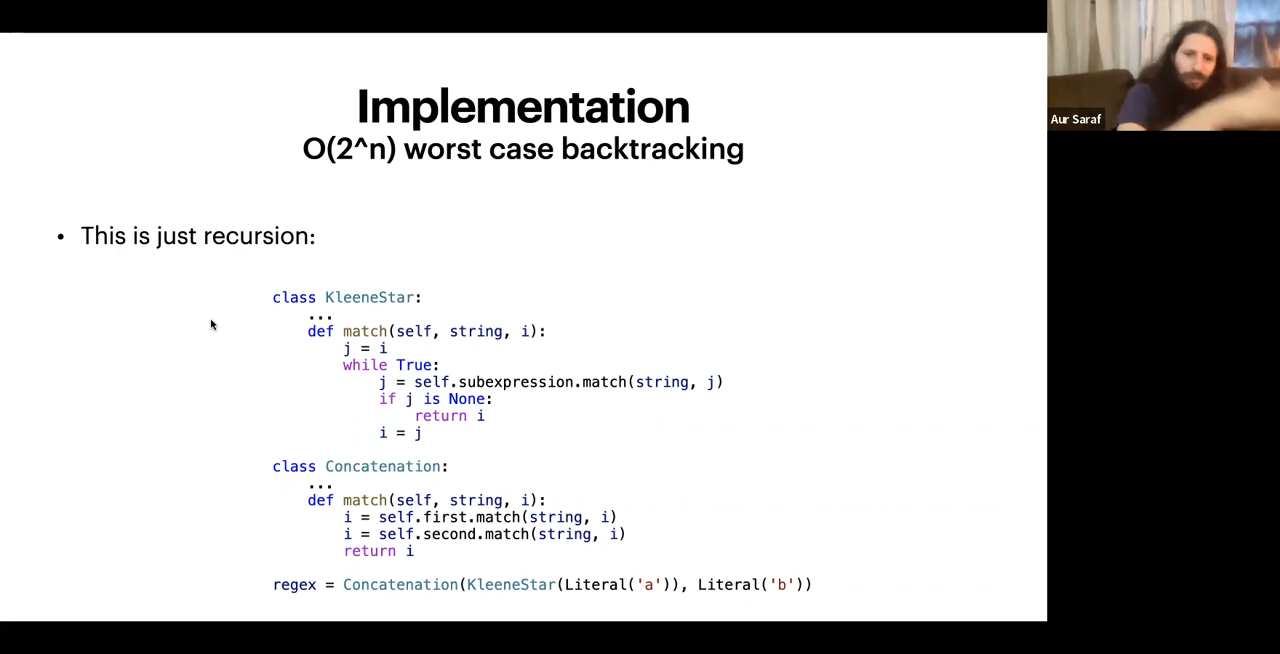 Implementation
O(2^n) worst case backtracking
• This is just recursion:
class KleeneStar:
    ...
    def match(self, string, i):
        j = i
        while True:
            j = self.subexpression.match(string, j)
            if j is None:
                return i
            i = j
class Concatenation:
    ...
    def match(self, string, i):
        i = self.first.match(string, i)
        i = self.second.match(string, i)
        return i
regex = Concatenation(KleeneStar(Literal('a')), Literal('b'))
Aur Saraf